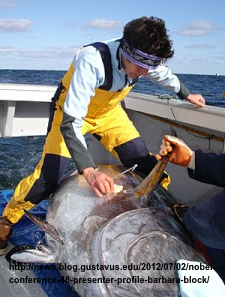 http://news.blog.gustavus.edu/2012/07/02/nobel-
conference-48-presenter-profile-barbara-block/